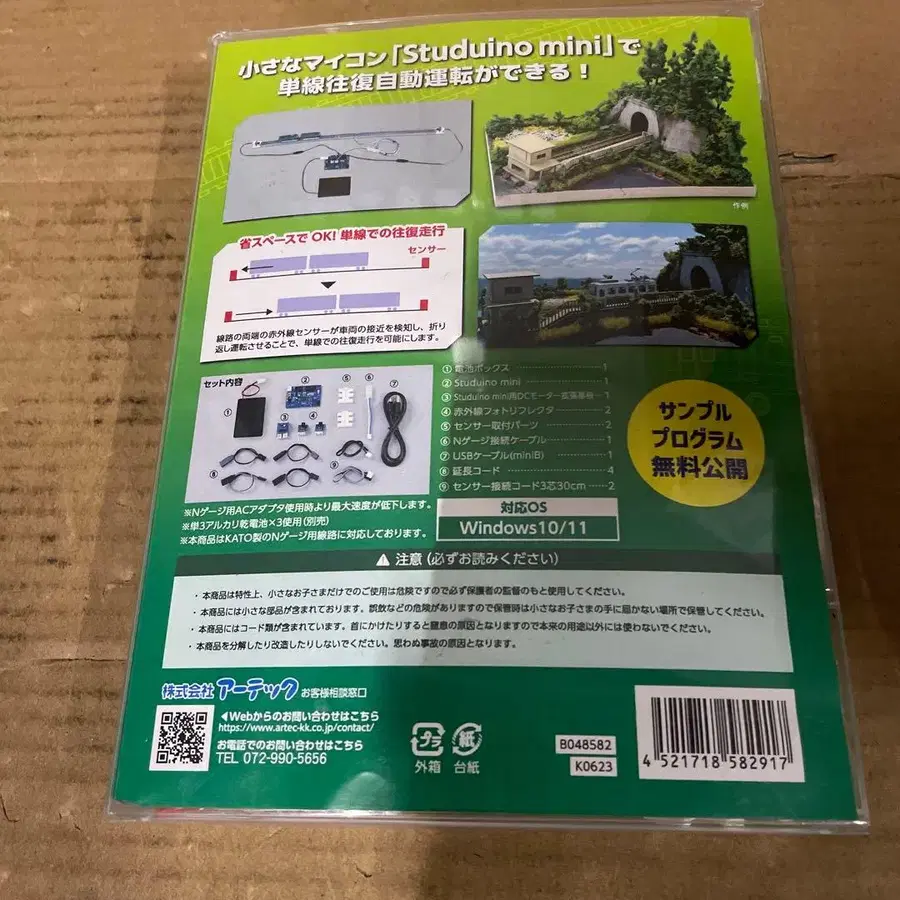 小さなマイコン「Studuino mini」で
単線往復自動運転ができる！
作例
省スペースでOK! 単線での往復走行
センサー
線路の両端の赤外線センサーが車両の接近を検知し、折り
返し運転させることで、単線での往復走行を可能にします。
セット内容
① ② ③ ④ ⑤ ⑥ ⑦ ⑧ ⑨
① 電池ボックス 1
② Studuino mini 1
③ Studuino mini用DCモーター拡張基板 1
④ 赤外線フォトリフレクタ 2
⑤ センサー取付パーツ 2
⑥ Nゲージ接続ケーブル 1
⑦ USBケーブル(miniB) 1
⑧ 延長コード 4
⑨ センサー接続コード3芯30cm 2
サンプル
プログラム
無料公開
※Nゲージ用ACアダプタ使用時より最大速度が低下します。
※単3アルカリ乾電池×3使用(別売)
※本商品はKATO製のNゲージ用線路に対応しております。
対応OS
Windows10/11
注意 (必ずお読みください)
・本商品は特性上、小さなお子さまだけでのご使用は危険ですので必ず保護者の監督のもと使用してください。
・本商品には小さな部品が含まれております。誤飲などの危険がありますので保管時は小さなお子さまの手に届かない場所で保管してください。
・本商品にはコード類が含まれています。首にかけたりすると窒息の原因となりますので本来の用途以外には使わないでください。
・本商品を分解したり改造したりしないでください。思わぬ事故の原因となります。
株式会社 アーテック お客様相談窓口
◀Webからのお問い合わせはこちら
https://www.artec-kk.co.jp/contact/
お電話でのお問い合わせはこちら
TEL 072-990-5656
プラ
外箱
紙
台紙
B048582
K0623
4 521718 582917